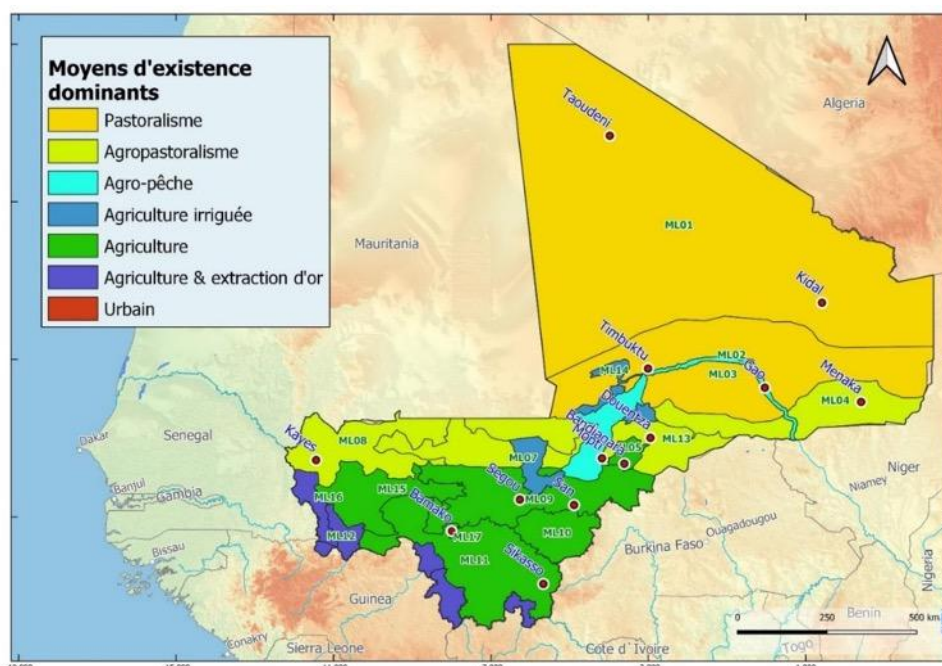 Moyens d'existence
dominants
Pastoralisme
Agropastoralisme
Agro-pêche
Agriculture irriguée
Agriculture
Agriculture & extraction d'or
Urbain
Algeria
Taoudeni
ML01
Mauritania
Kidal
Timbuktu
ML02
ML14
ML03
Gao
Menaka
ML04
Douentza
Bandiagara
Mopti
ML05
ML13
Kayes
ML08
ML07
Dakar
Senegal
Niger
Niamey
Banjul
Gambia
ML16
ML15
Segou
ML09
San
Bamako
ML17
ML12
ML11
ML10
Ouagadougou
Burkina Faso
Bissau
Sikasso
Guinea
Nigeria
Benin
Conakry
Sierra Leone
Côte d'Ivoire
Togo
0 250 500 km